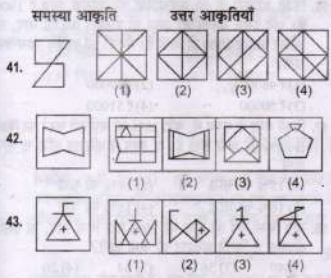 समस्या आकृति उत्तर आकृतियाँ
41.
(1) (2) (3) (4)
42.
(1) (2) (3) (4)
43.
(1) (2) (3) (4)